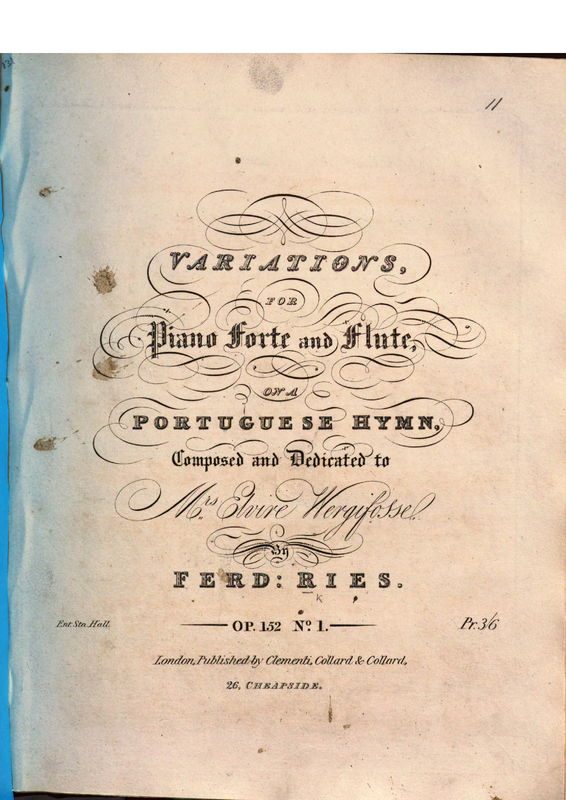 11
VARIATIONS,
FOR
Piano Forte and Flute,
ON A
PORTUGUESE HYMN,
Composed and Dedicated to
Mrs. Elvire Wergifosse.
By
FERD: RIES.
OP. 152 No. 1.
Ent. Stn. Hall. Pr. 3/6
London, Published by Clementi, Collard & Collard,
26, CHEAPSIDE.